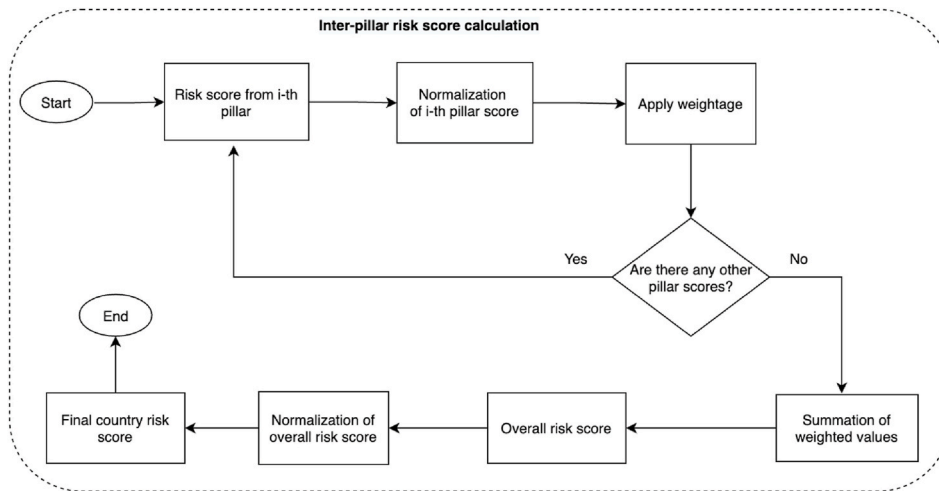 Inter-pillar risk score calculation
Start
Risk score from i-th
pillar
Normalization
of i-th pillar score
Apply weightage
Yes
Are there any other
pillar scores?
No
End
Final country risk
score
Normalization of
overall risk score
Overall risk score
Summation of
weighted values